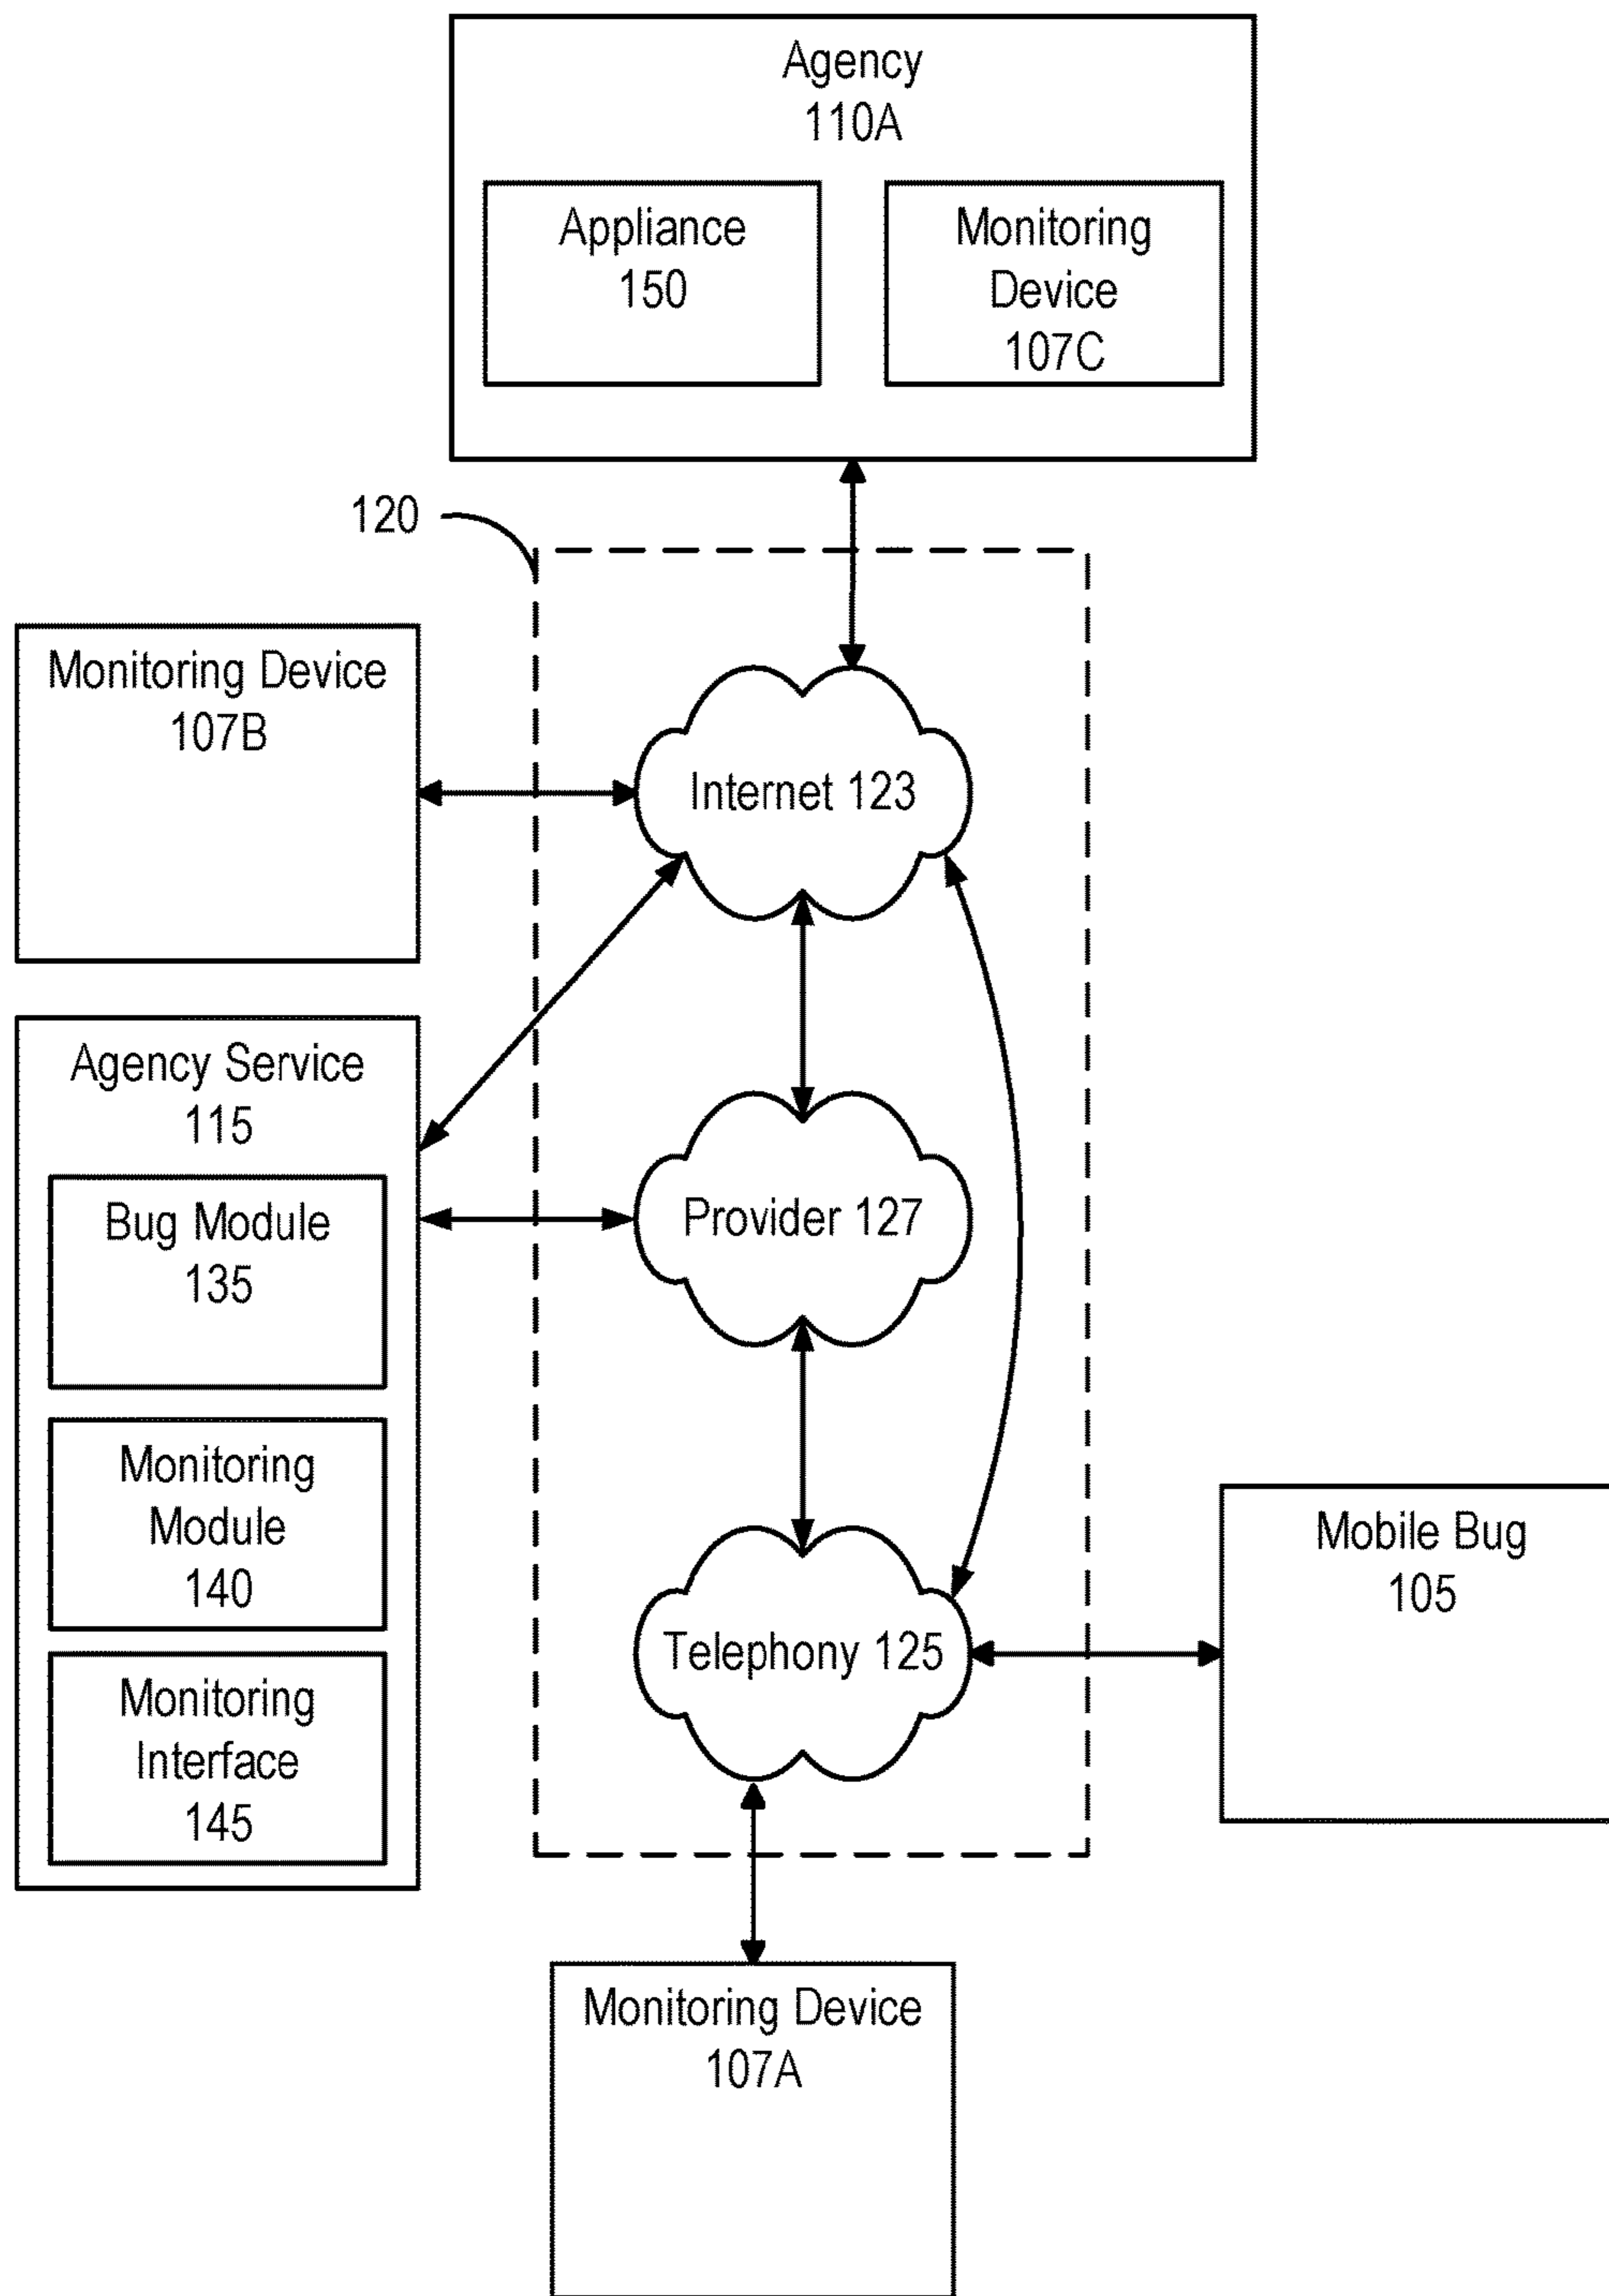 Agency
110A
Appliance
150
Monitoring
Device
107C
120
Monitoring Device
107B
Internet 123
Agency Service
115
Bug Module
135
Provider 127
Monitoring
Module
140
Mobile Bug
105
Telephony 125
Monitoring
Interface
145
Monitoring Device
107A